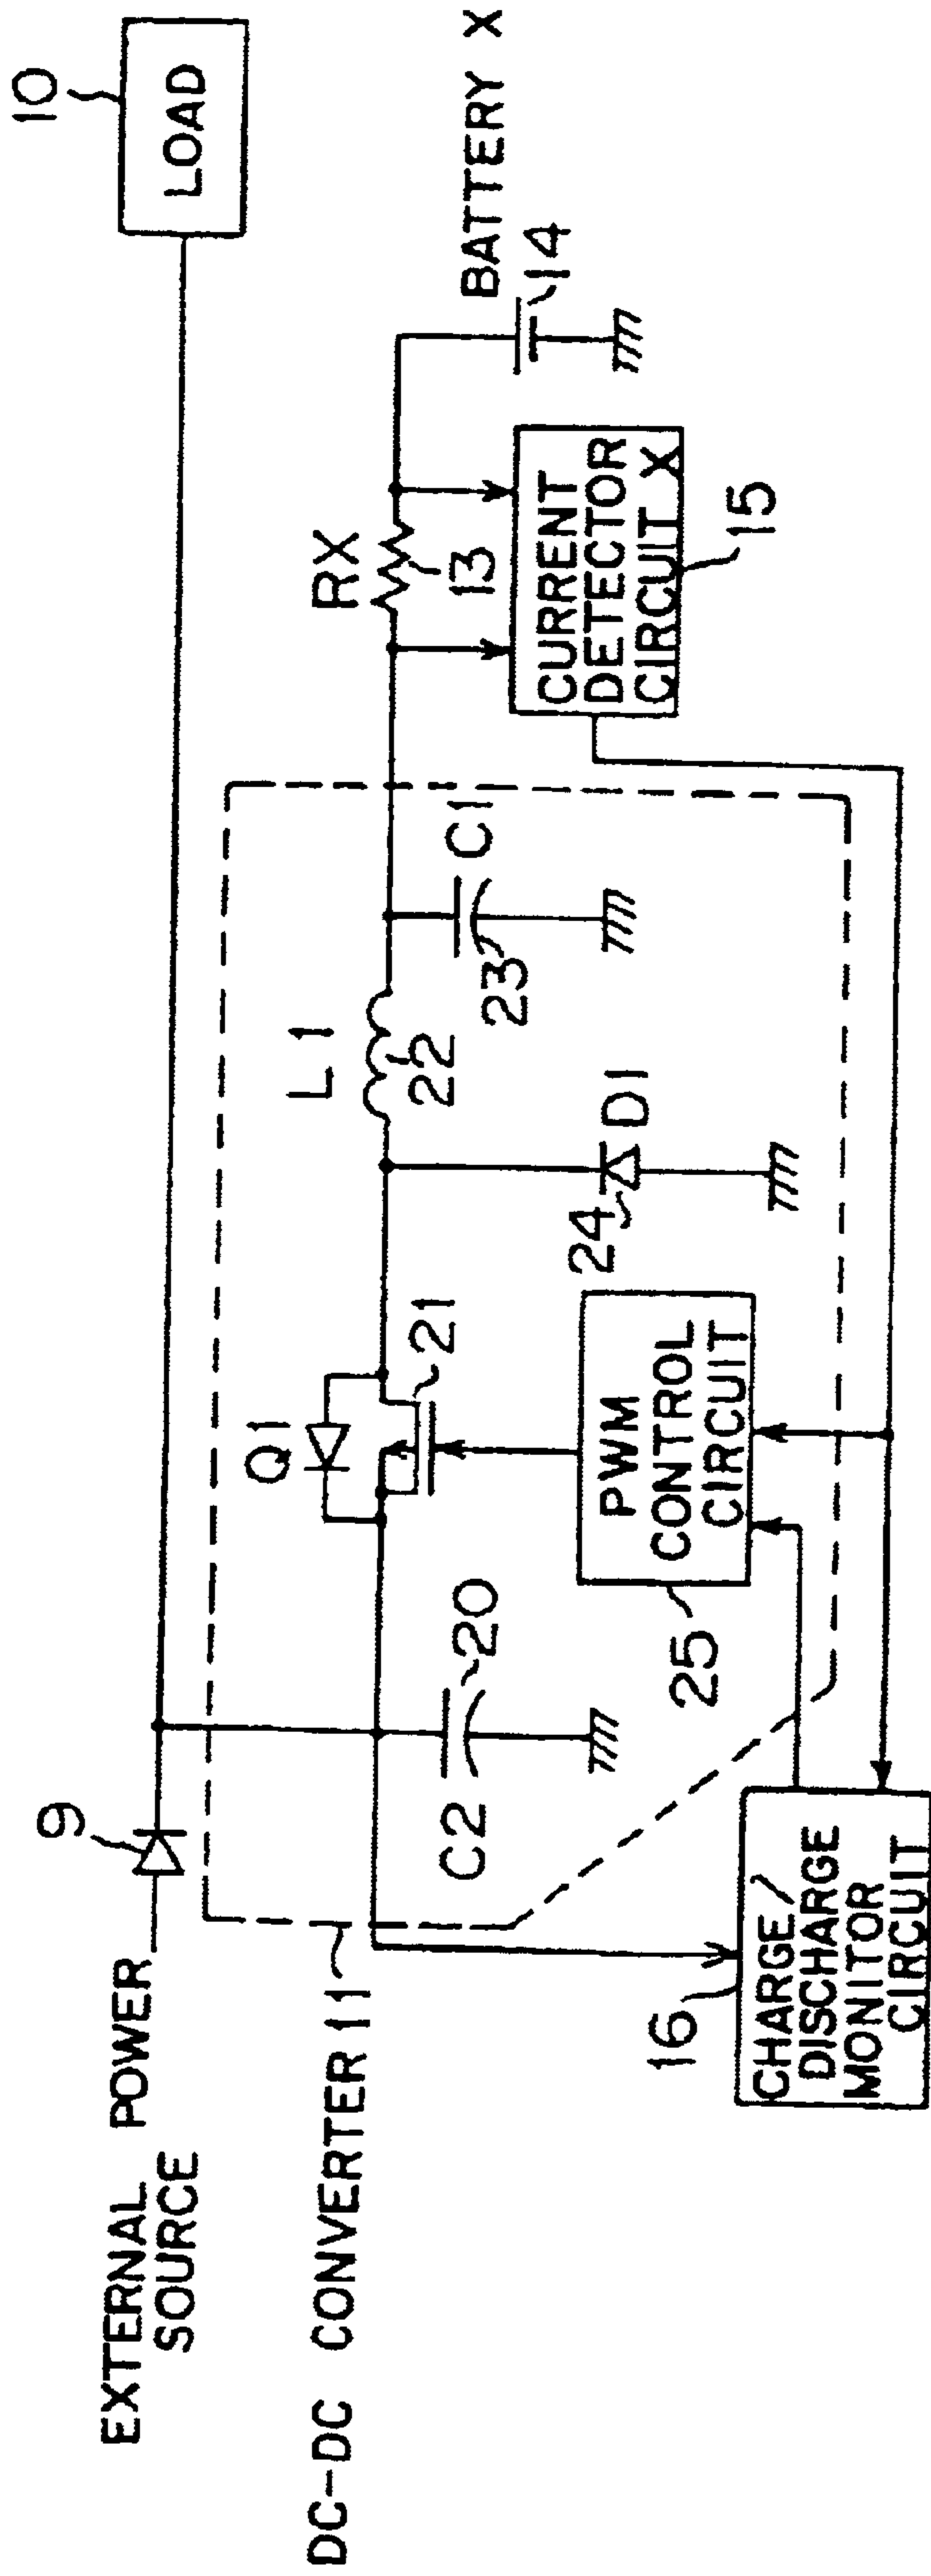 EXTERNAL POWER
SOURCE
9
10
LOAD
DC-DC CONVERTER 11
Q1
21
L1
22
RX
13
BATTERY X
14
C2
20
C1
23
24
D1
25
PWM
CONTROL
CIRCUIT
CURRENT
DETECTOR
CIRCUIT X
15
16
CHARGE/
DISCHARGE
MONITOR
CIRCUIT